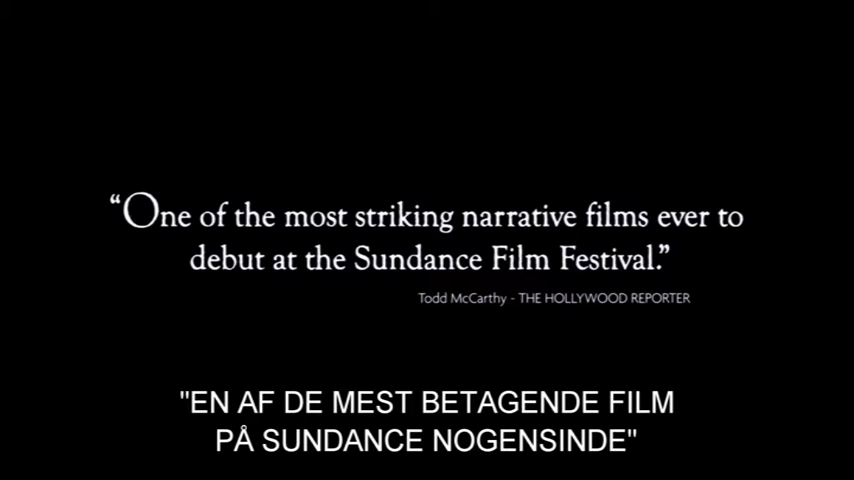 “One of the most striking narrative films ever to
debut at the Sundance Film Festival.”
Todd McCarthy - THE HOLLYWOOD REPORTER
"EN AF DE MEST BETAGENDE FILM
PÅ SUNDANCE NOGENSINDE"